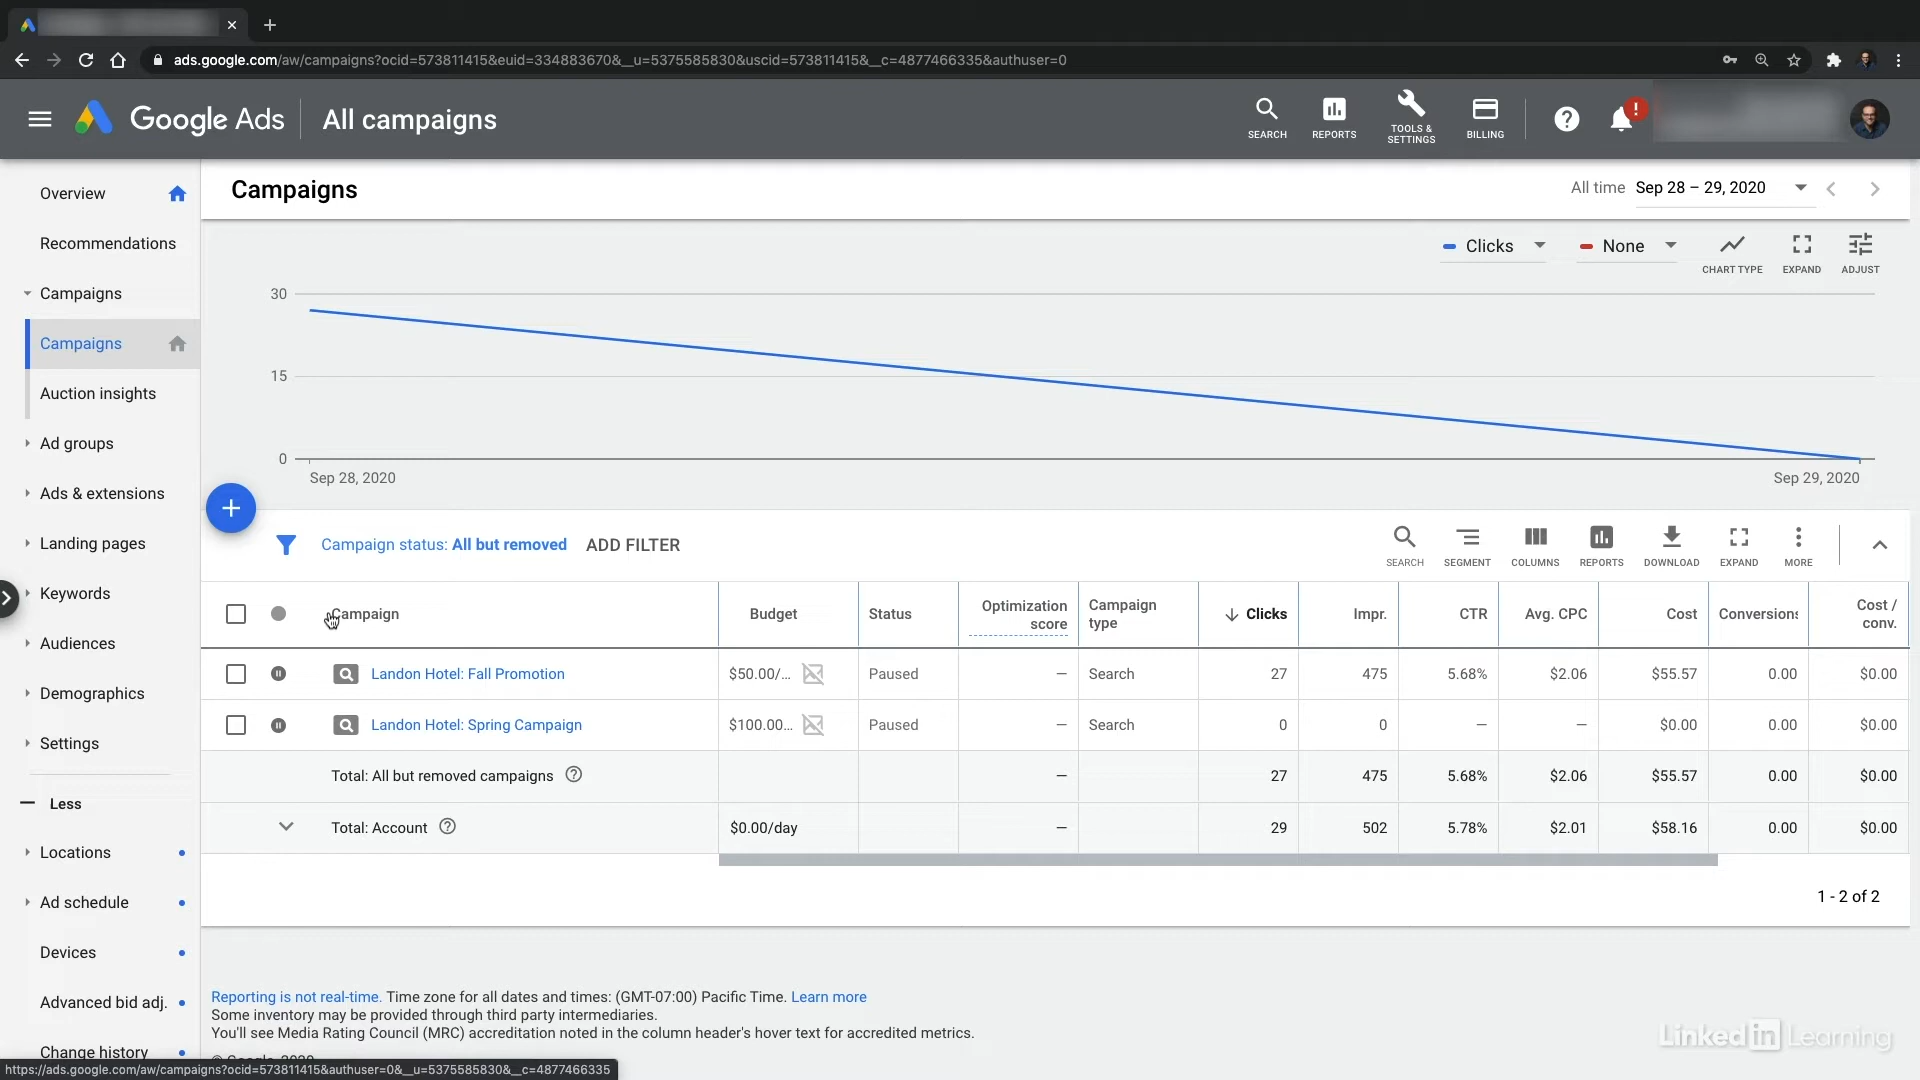 ads.google.com/aw/campaigns?ocid=573811415&euid=334883670&__u=5375585830&uscid=573811415&__c=4877466335&authuser=0
Google Ads
All campaigns
SEARCH
REPORTS
TOOLS &
SETTINGS
BILLING
!
Overview
Recommendations
Campaigns
Campaigns
Auction insights
Ad groups
Ads & extensions
Landing pages
Keywords
Audiences
Demographics
Settings
Less
Locations
Ad schedule
Devices
Advanced bid adj.
Change history
Campaigns
All time Sep 28 – 29, 2020
Clicks
None
CHART TYPE
EXPAND
ADJUST
30
15
0
Sep 28, 2020
Sep 29, 2020
Campaign status: All but removed
ADD FILTER
SEARCH
SEGMENT
COLUMNS
REPORTS
DOWNLOAD
EXPAND
MORE
Campaign Budget Status Optimization score Campaign type Clicks Impr. CTR Avg. CPC Cost Conversions Cost / conv.
Landon Hotel: Fall Promotion $50.00/... Paused — Search 27 475 5.68% $2.06 $55.57 0.00 $0.00
Landon Hotel: Spring Campaign $100.00... Paused — Search 0 0 — — $0.00 0.00 $0.00
Total: All but removed campaigns — 27 475 5.68% $2.06 $55.57 0.00 $0.00
Total: Account $0.00/day — 29 502 5.78% $2.01 $58.16 0.00 $0.00
1 - 2 of 2
Reporting is not real-time. Time zone for all dates and times: (GMT-07:00) Pacific Time. Learn more
Some inventory may be provided through third party intermediaries.
You'll see Media Rating Council (MRC) accreditation noted in the column header's hover text for accredited metrics.
© Google, 2020
LinkedIn Learning
https://ads.google.com/aw/campaigns?ocid=573811415&authuser=0&__u=5375585830&__c=4877466335